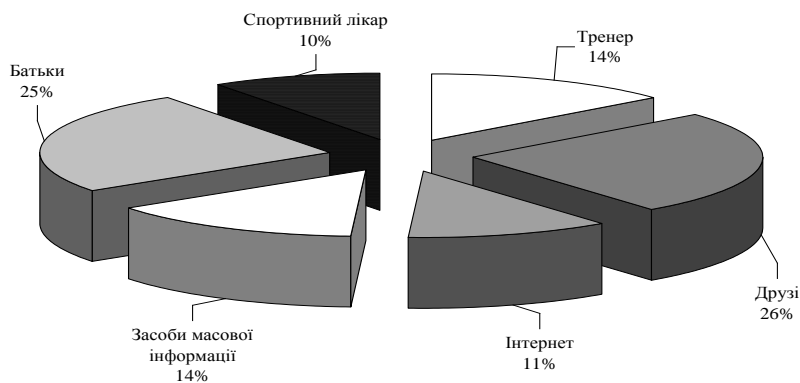 Спортивний лікар
10%
Тренер
14%
Батьки
25%
Друзі
26%
Засоби масової
інформації
14%
Інтернет
11%